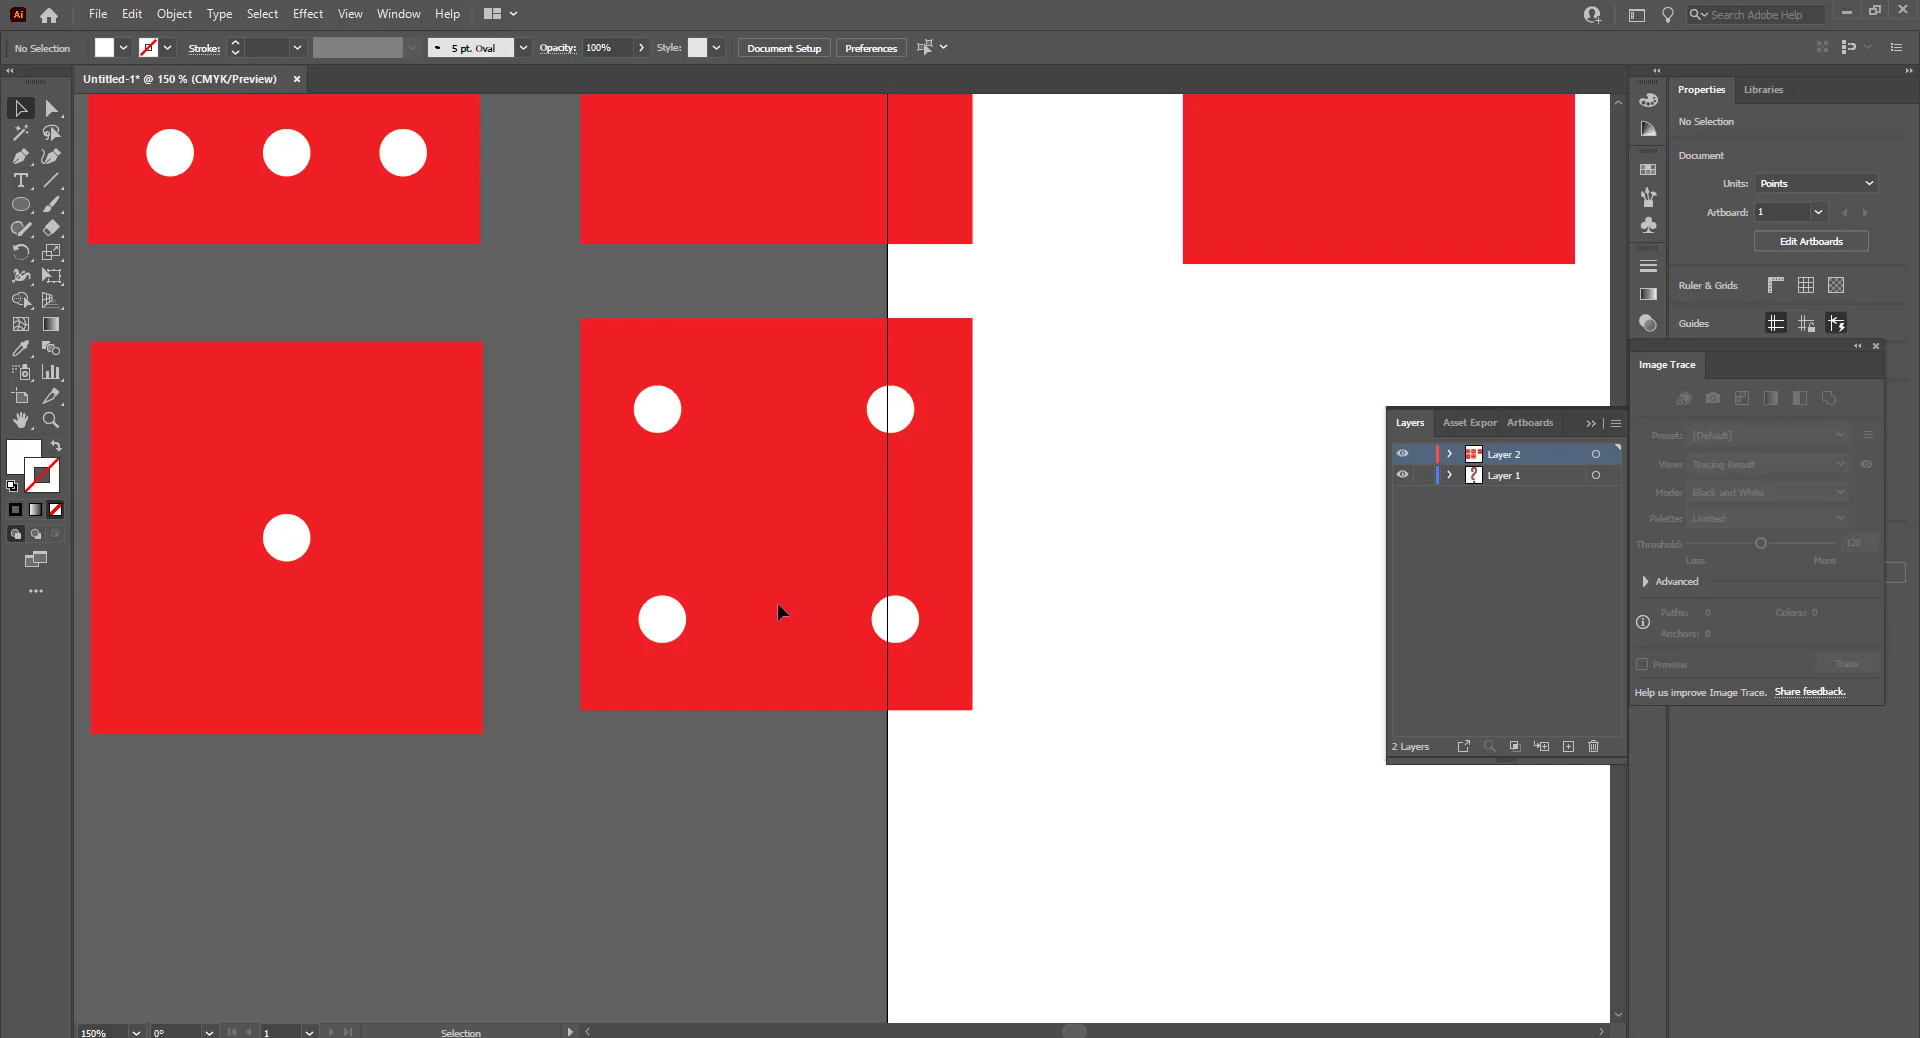 Ai File Edit Object Type Select Effect View Window Help Search Adobe Help
No Selection Stroke: 5 pt. Oval Opacity: 100% Style: Document Setup Preferences
Untitled-1* @ 150 % (CMYK/Preview)
Properties Libraries
No Selection
Document
Units: Points
Artboard: 1
Edit Artboards
Ruler & Grids
Guides
Image Trace
Preset: [Default]
View: Tracing Result
Mode: Black and White
Palette: Limited
Threshold: 128
Less More
Advanced
Paths: 0 Colors: 0
Anchors: 0
Preview Trace
Help us improve Image Trace. Share feedback.
Layers Asset Expor Artboards
Layer 2
Layer 1
2 Layers
150% 0° 1 Selection